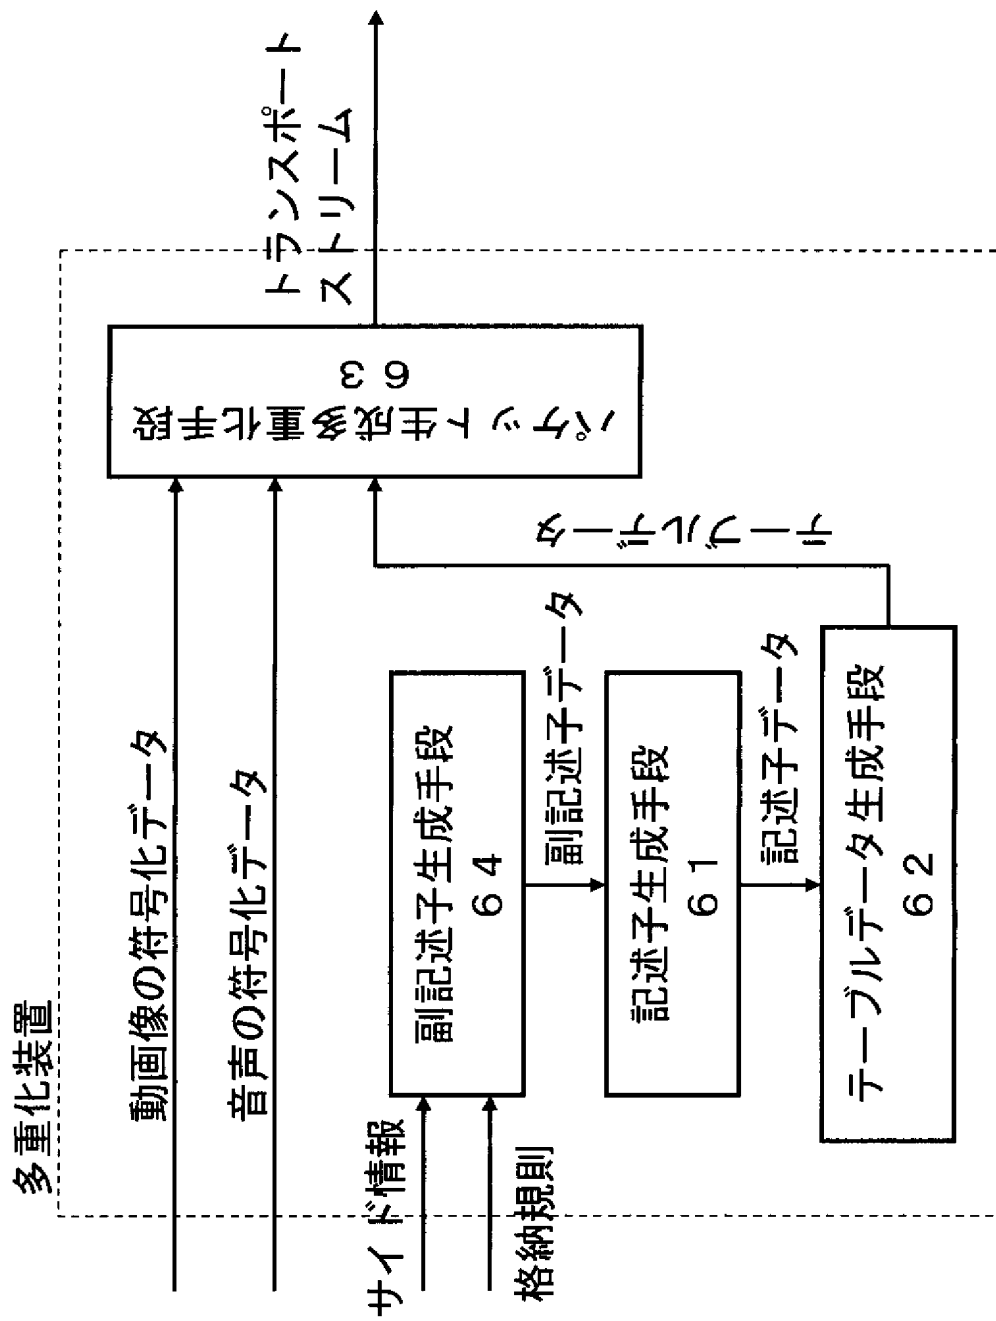 多重化装置
動画像の符号化データ
音声の符号化データ
サイド情報
格納規則
副記述子生成手段
64
副記述子データ
記述子生成手段
61
記述子データ
テーブルデータ生成手段
62
テーブルデータ
パケット生成多重化手段
63
トランスポート
ストリーム